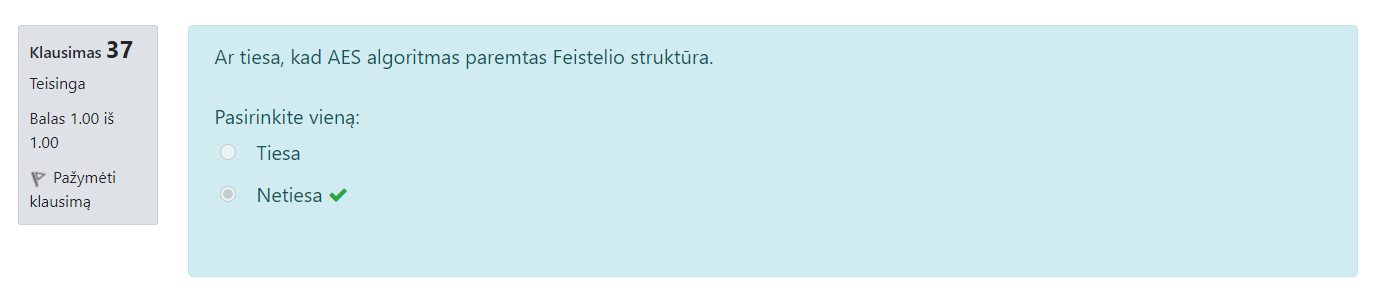 Klausimas 37
Teisinga
Balas 1.00 iš
1.00
Pažymėti
klausimą
Ar tiesa, kad AES algoritmas paremtas Feistelio struktūra.
Pasirinkite vieną:
Tiesa
Netiesa